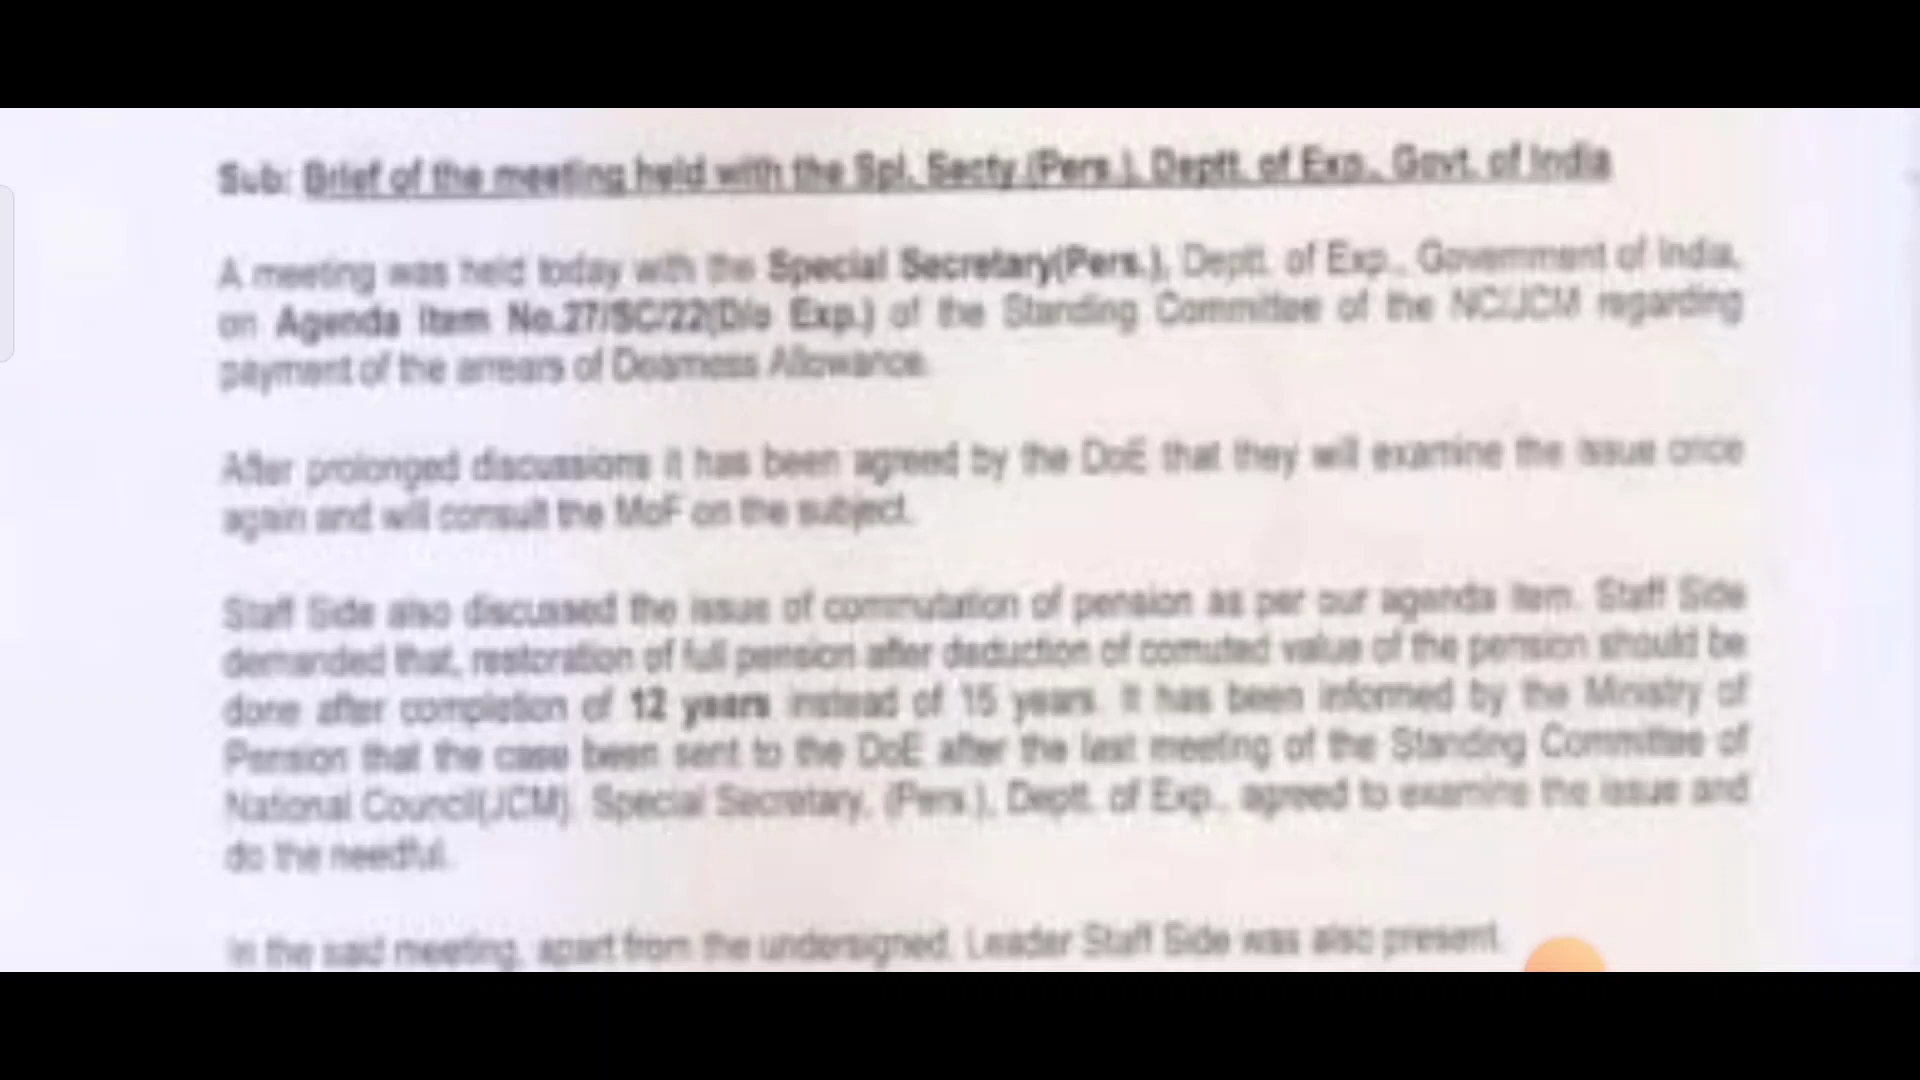 Sub: Brief of the meeting held with the Spl. Secty (Pers.), Deptt. of Exp., Govt. of India
A meeting was held today with the Special Secretary(Pers.), Deptt. of Exp., Government of India,
on Agenda Item No.27/SC/22(D/o Exp.) of the Standing Committee of the NC/JCM regarding
payment of the arrears of Dearness Allowance.
After prolonged discussions it has been agreed by the DoE that they will examine the issue once
again and will consult the MoF on the subject.
Staff Side also discussed the issue of commutation of pension as per our agenda item. Staff Side
demanded that, restoration of full pension after deduction of comuted value of the pension should be
done after completion of 12 years instead of 15 years. It has been informed by the Ministry of
Pension that the case been sent to the DoE after the last meeting of the Standing Committee of
National Council(JCM). Special Secretary, (Pers.), Deptt. of Exp., agreed to examine the issue and
do the needful.
In the said meeting, apart from the undersigned, Leader Staff Side was also present.